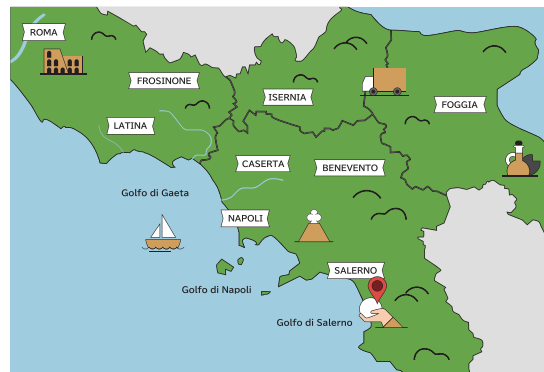 ROMA
FROSINONE
ISERNIA
FOGGIA
LATINA
CASERTA
BENEVENTO
Golfo di Gaeta
NAPOLI
SALERNO
Golfo di Napoli
Golfo di Salerno